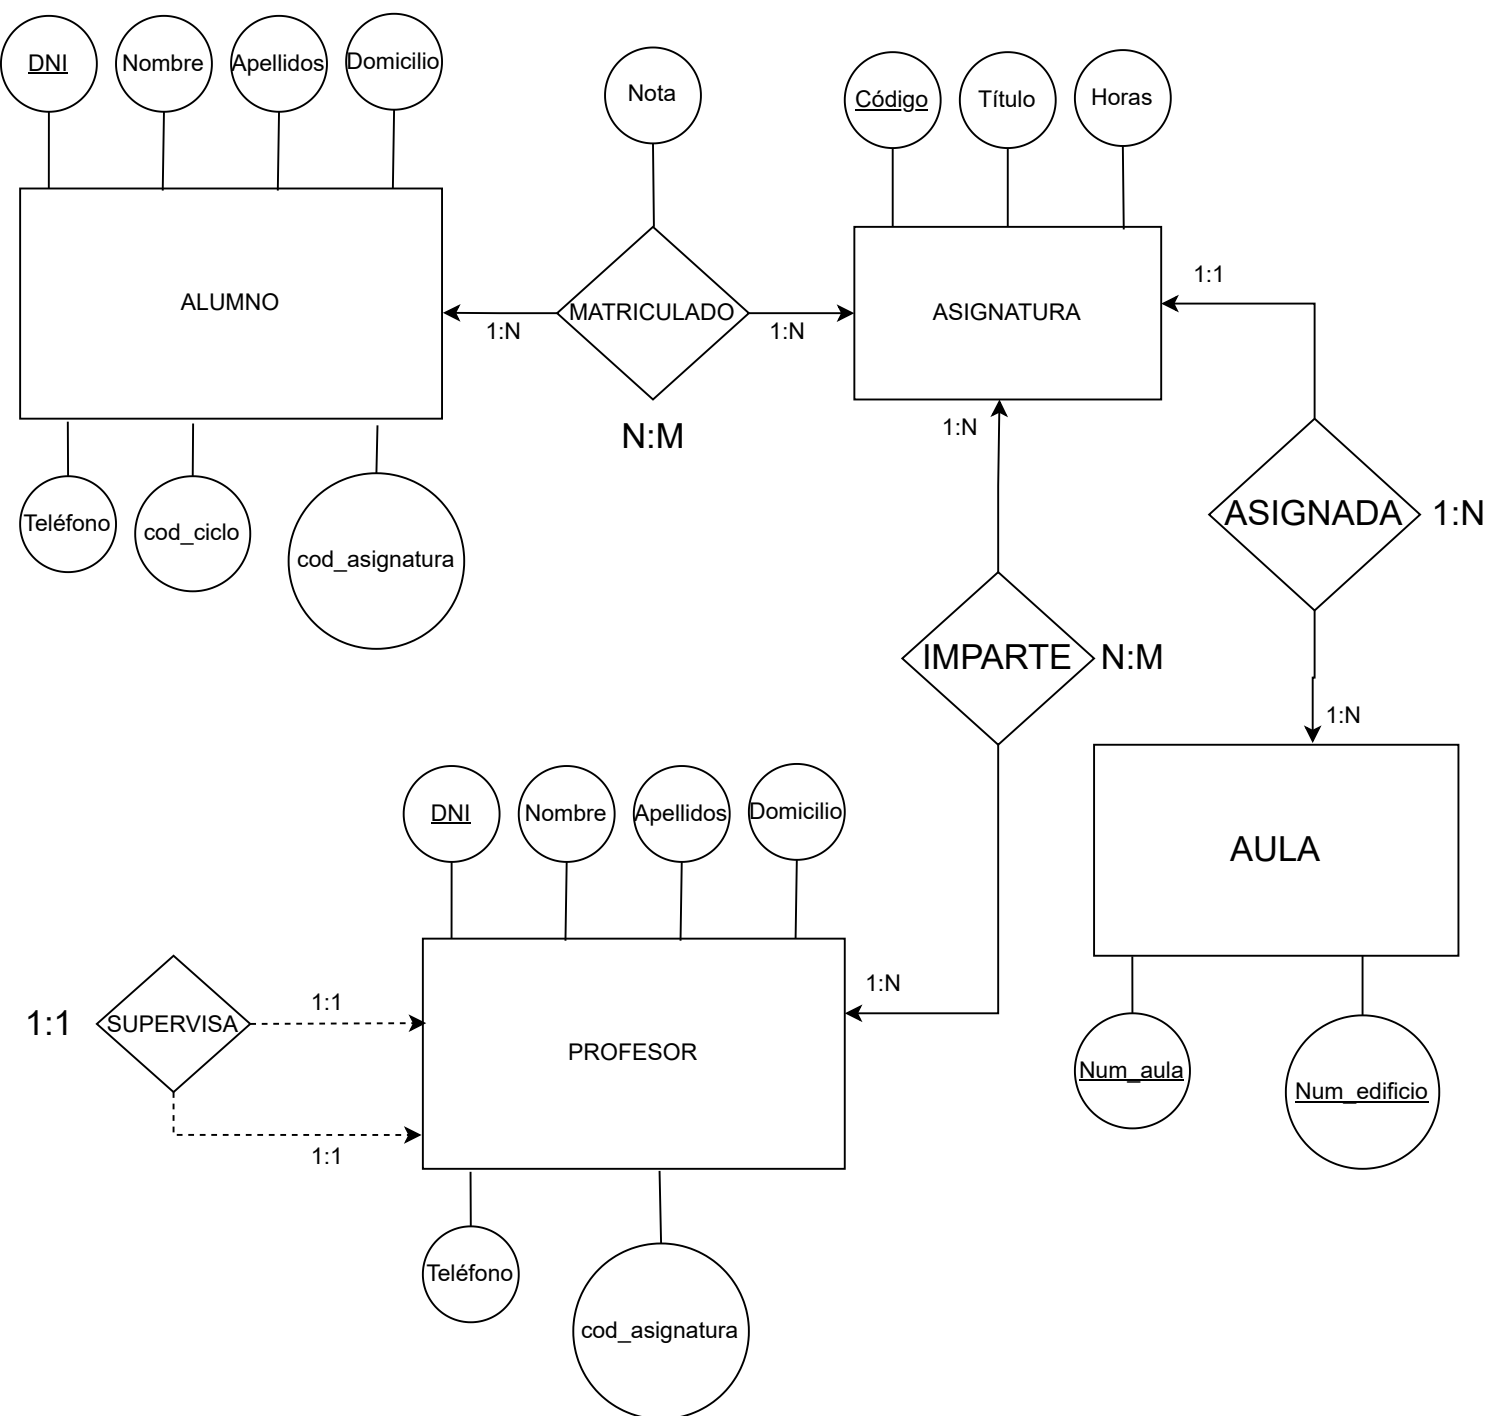 DNI
Nombre
Apellidos
Domicilio
Nota
Código
Título
Horas
ALUMNO
1:N
MATRICULADO
1:N
N:M
ASIGNATURA
1:1
1:N
Teléfono
cod_ciclo
cod_asignatura
ASIGNADA
1:N
IMPARTE
N:M
1:N
AULA
DNI
Nombre
Apellidos
Domicilio
1:N
1:1
SUPERVISA
1:1
1:1
PROFESOR
Num_aula
Num_edificio
Teléfono
cod_asignatura